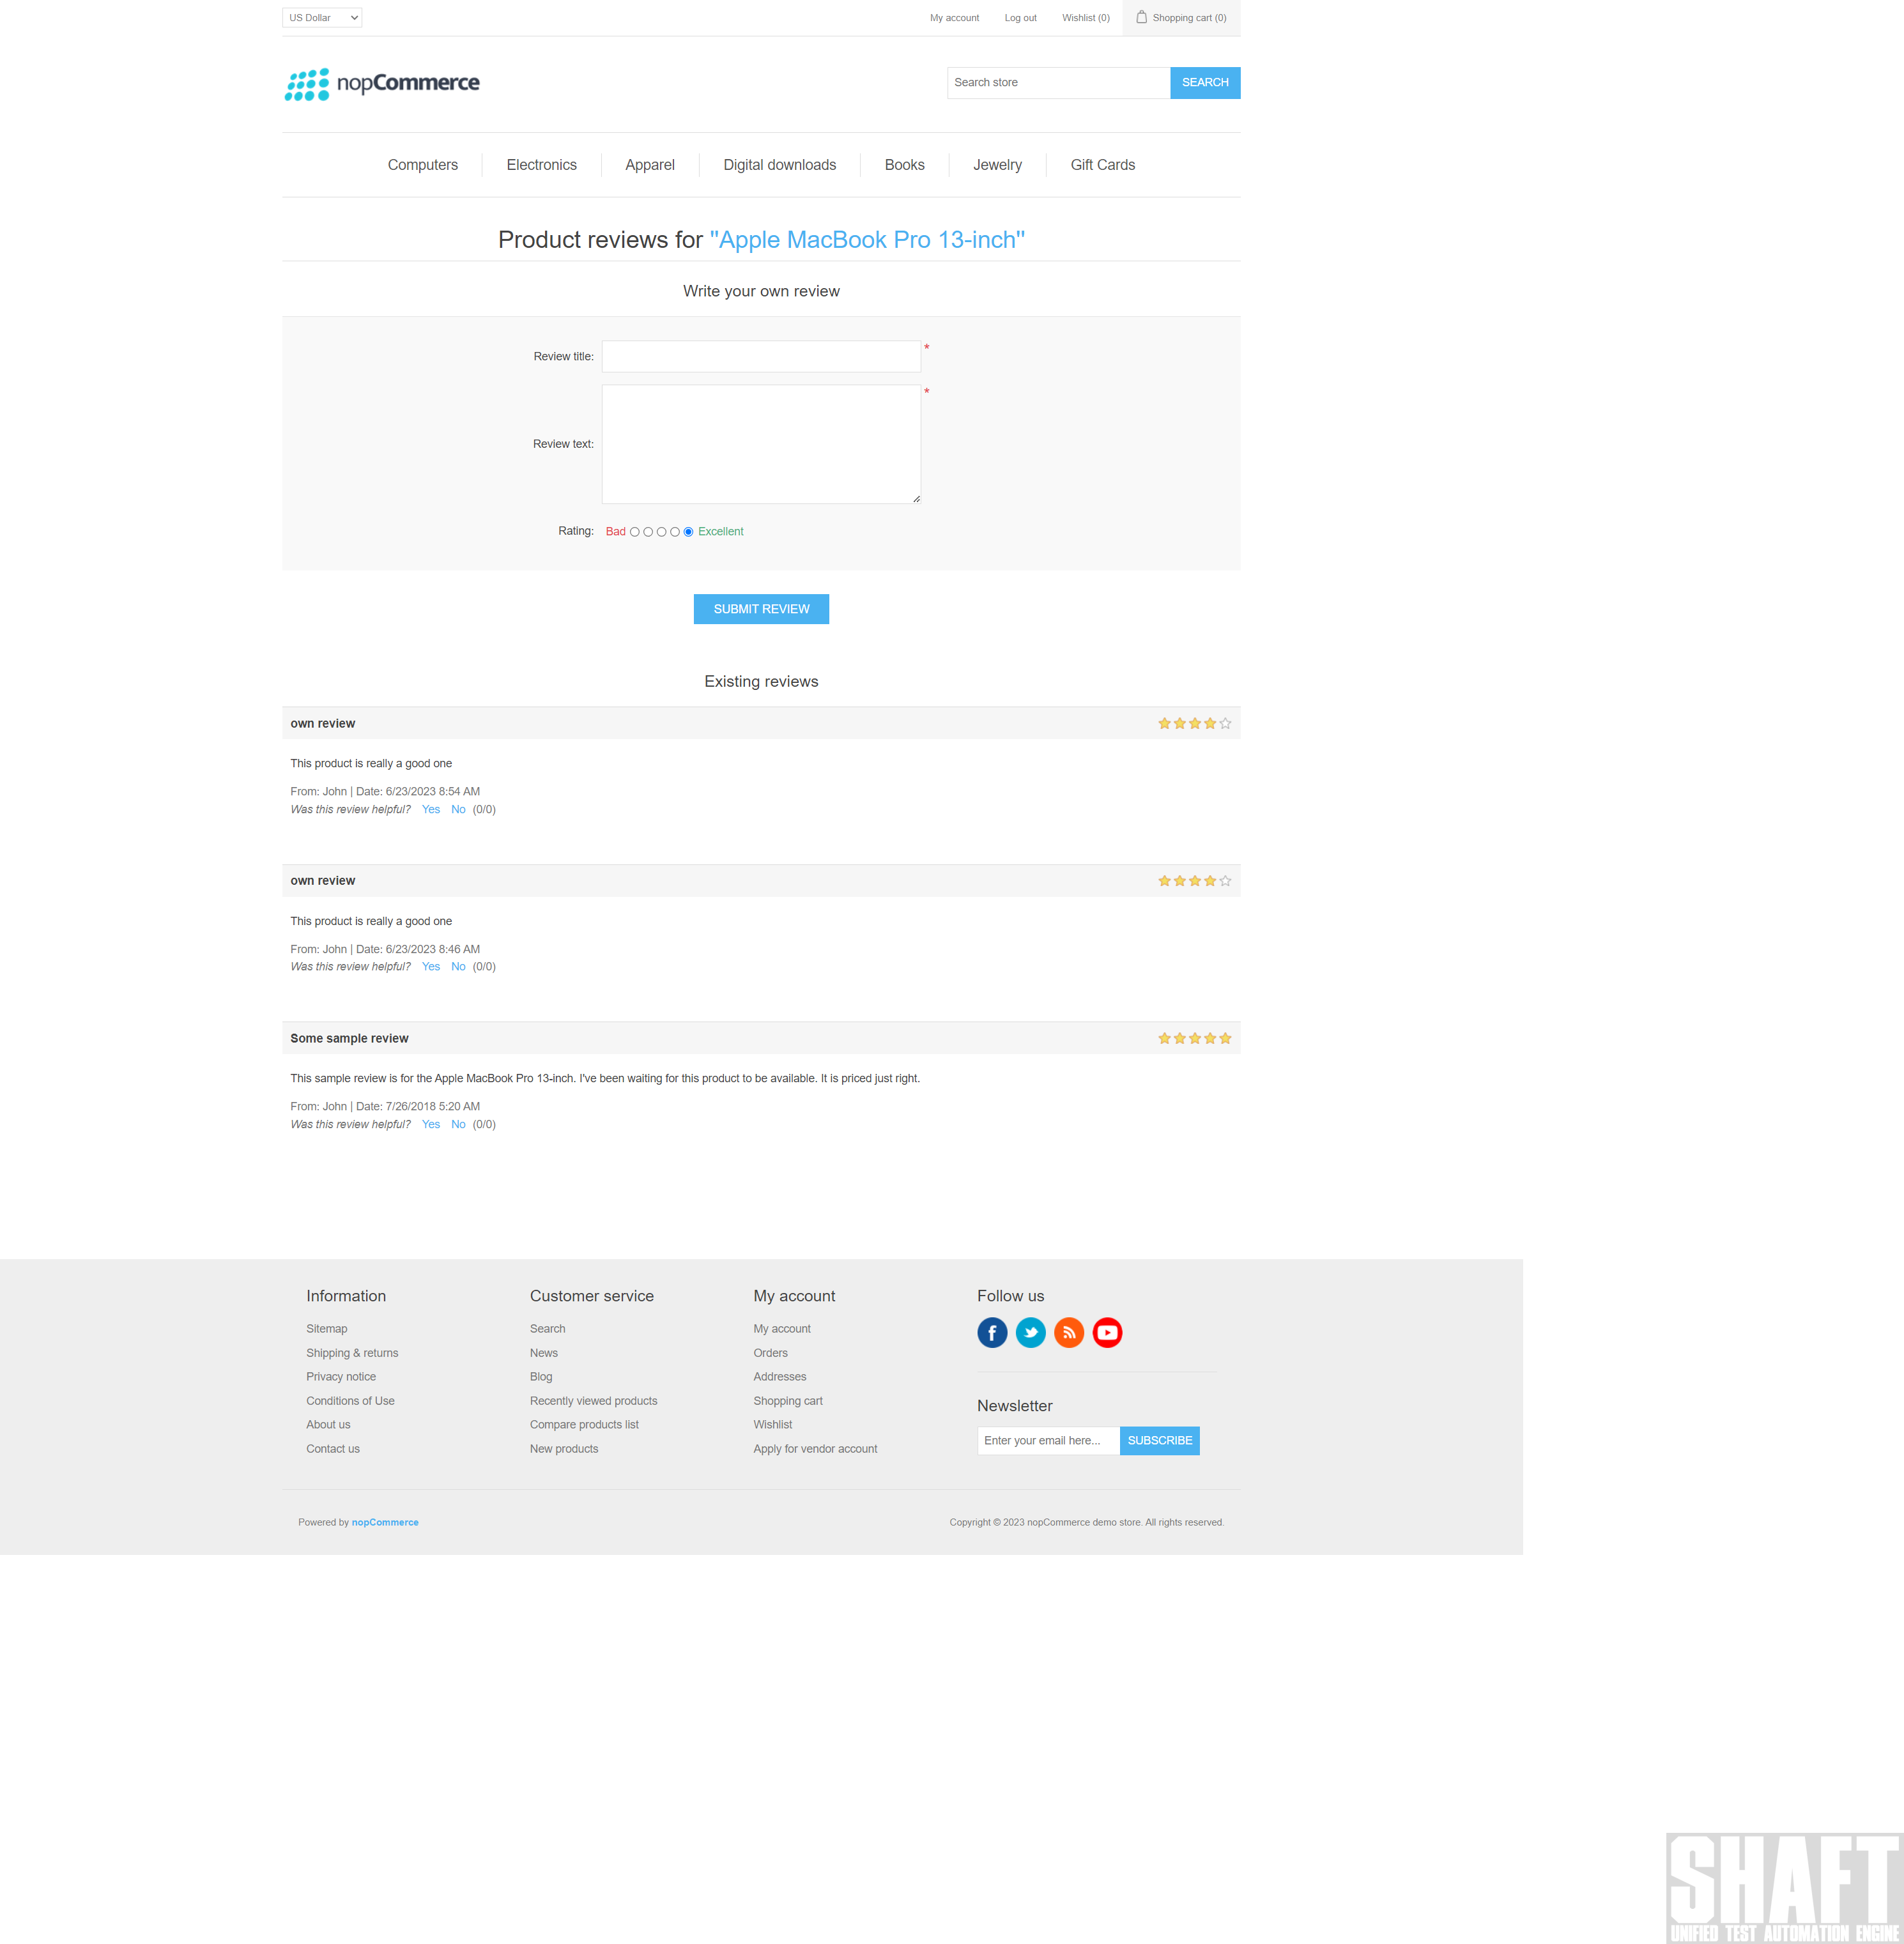 US Dollar
My account Log out Wishlist (0) Shopping cart (0)
nopCommerce
Search store SEARCH
Computers Electronics Apparel Digital downloads Books Jewelry Gift Cards
Product reviews for "Apple MacBook Pro 13-inch"
Write your own review
Review title: *
Review text: *
Rating: Bad Excellent
SUBMIT REVIEW
Existing reviews
own review
This product is really a good one
From: John | Date: 6/23/2023 8:54 AM
Was this review helpful? Yes No (0/0)
own review
This product is really a good one
From: John | Date: 6/23/2023 8:46 AM
Was this review helpful? Yes No (0/0)
Some sample review
This sample review is for the Apple MacBook Pro 13-inch. I've been waiting for this product to be available. It is priced just right.
From: John | Date: 7/26/2018 5:20 AM
Was this review helpful? Yes No (0/0)
Information
Sitemap
Shipping & returns
Privacy notice
Conditions of Use
About us
Contact us
Customer service
Search
News
Blog
Recently viewed products
Compare products list
New products
My account
My account
Orders
Addresses
Shopping cart
Wishlist
Apply for vendor account
Follow us
Newsletter
Enter your email here... SUBSCRIBE
Powered by nopCommerce
Copyright © 2023 nopCommerce demo store. All rights reserved.
SHAFT
UNIFIED TEST AUTOMATION ENGINE